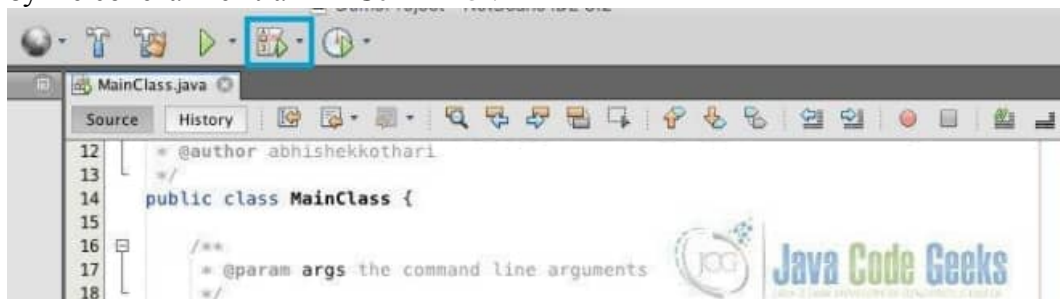 MainClass.java
Source History
12 * @author abhishekkothari
13 */
14 public class MainClass {
15
16 /**
17 * @param args the command line arguments
18 */
JCG Java Code Geeks